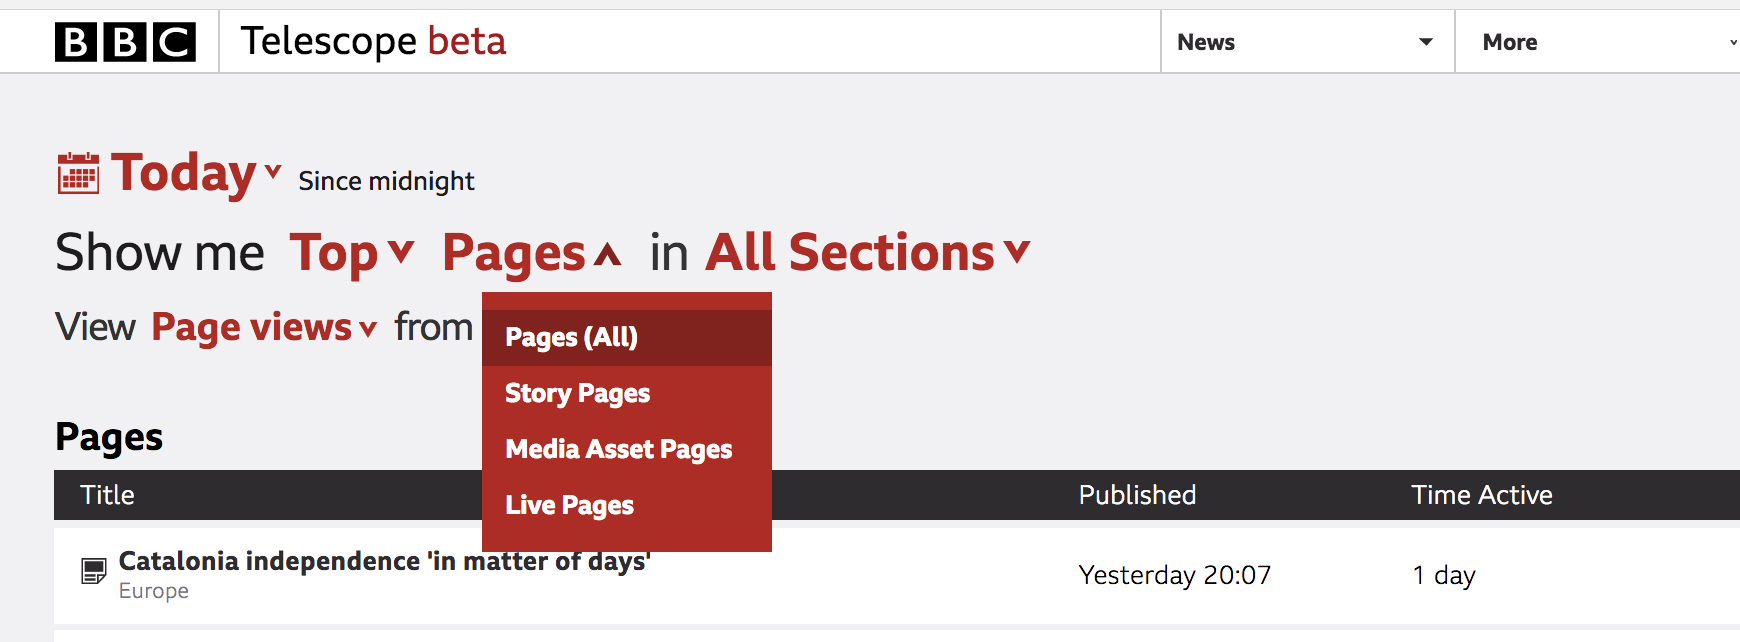 BBC Telescope beta News More
Today Since midnight
Show me Top Pages in All Sections
View Page views from
Pages (All)
Story Pages
Media Asset Pages
Live Pages
Pages
Title Published Time Active
Catalonia independence 'in matter of days'
Europe
Yesterday 20:07 1 day